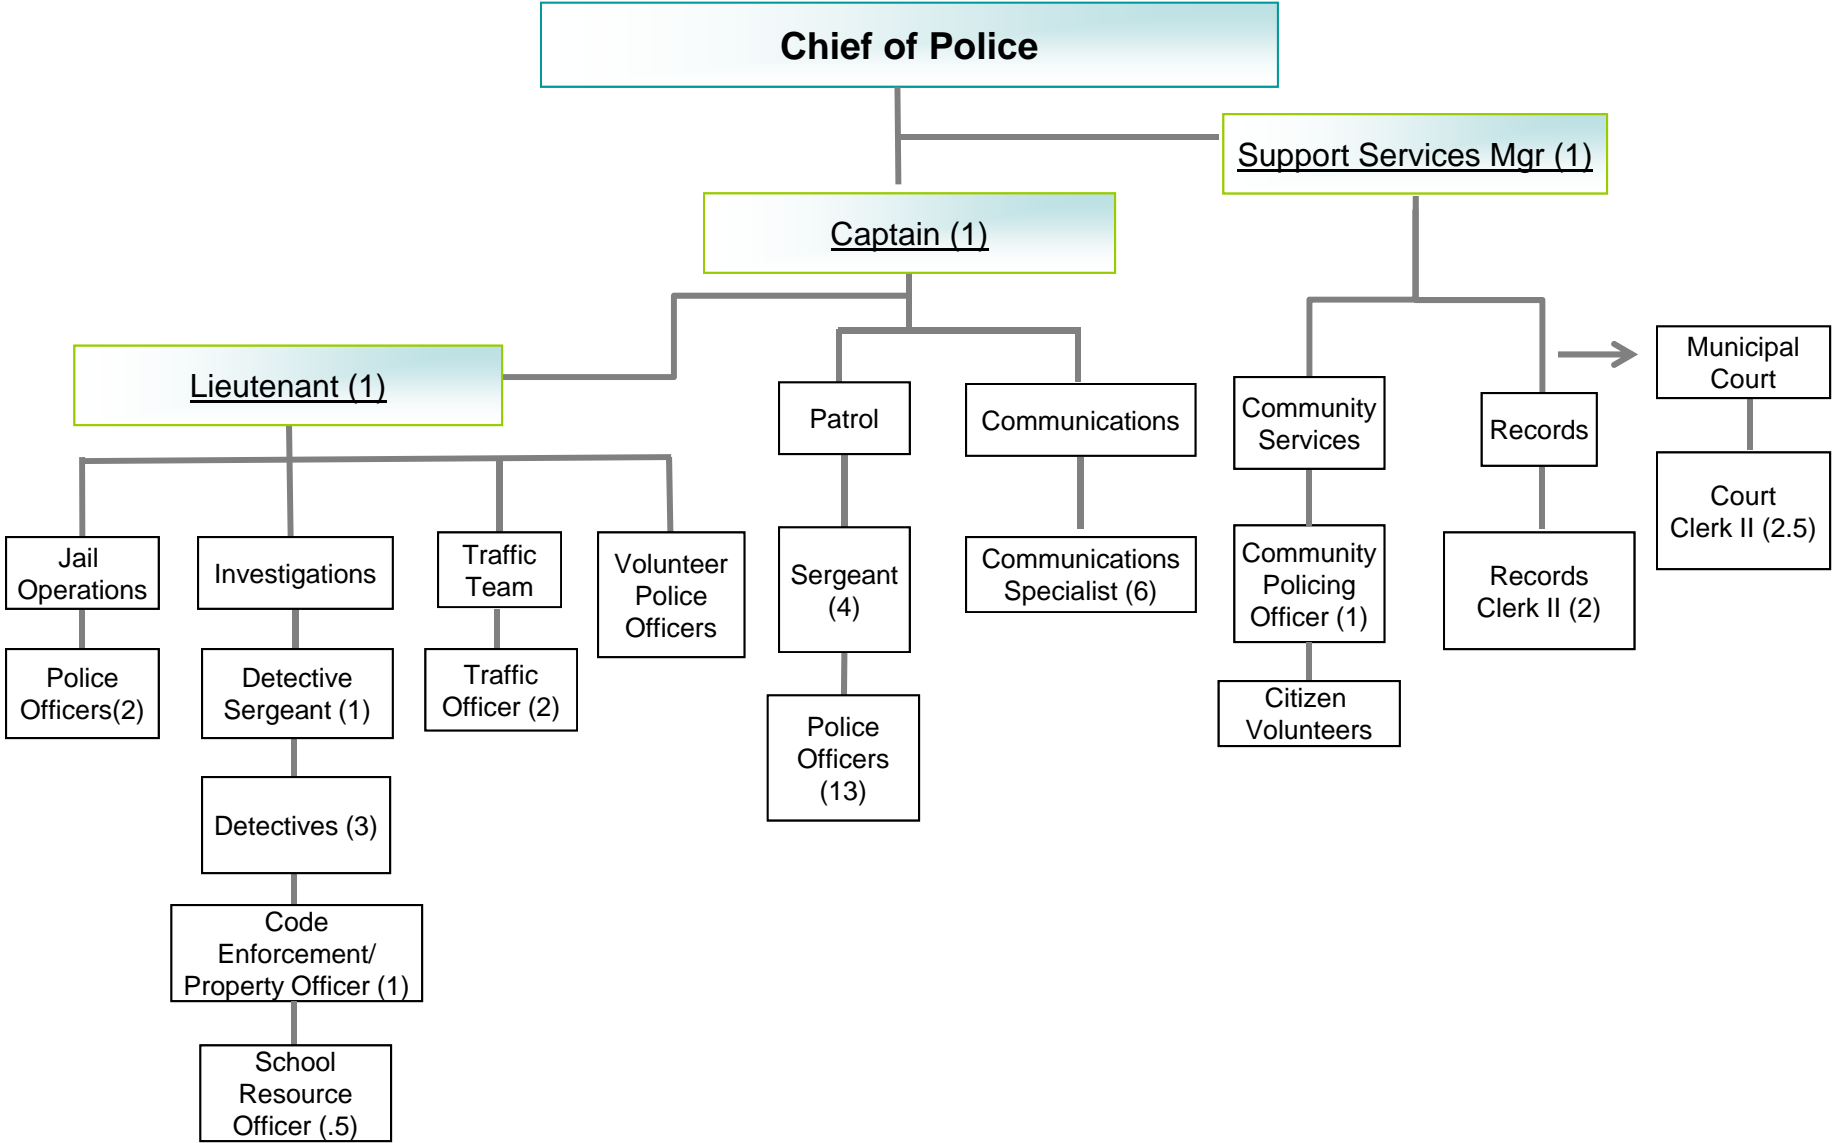 Chief of Police
Support Services Mgr (1)
Captain (1)
Lieutenant (1)
Patrol
Communications
Community
Services
Records
Municipal
Court
Court
Clerk II (2.5)
Jail
Operations
Investigations
Traffic
Team
Volunteer
Police
Officers
Sergeant
(4)
Communications
Specialist (6)
Community
Policing
Officer (1)
Records
Clerk II (2)
Police
Officers(2)
Detective
Sergeant (1)
Traffic
Officer (2)
Police
Officers
(13)
Citizen
Volunteers
Detectives (3)
Code
Enforcement/
Property Officer (1)
School
Resource
Officer (.5)